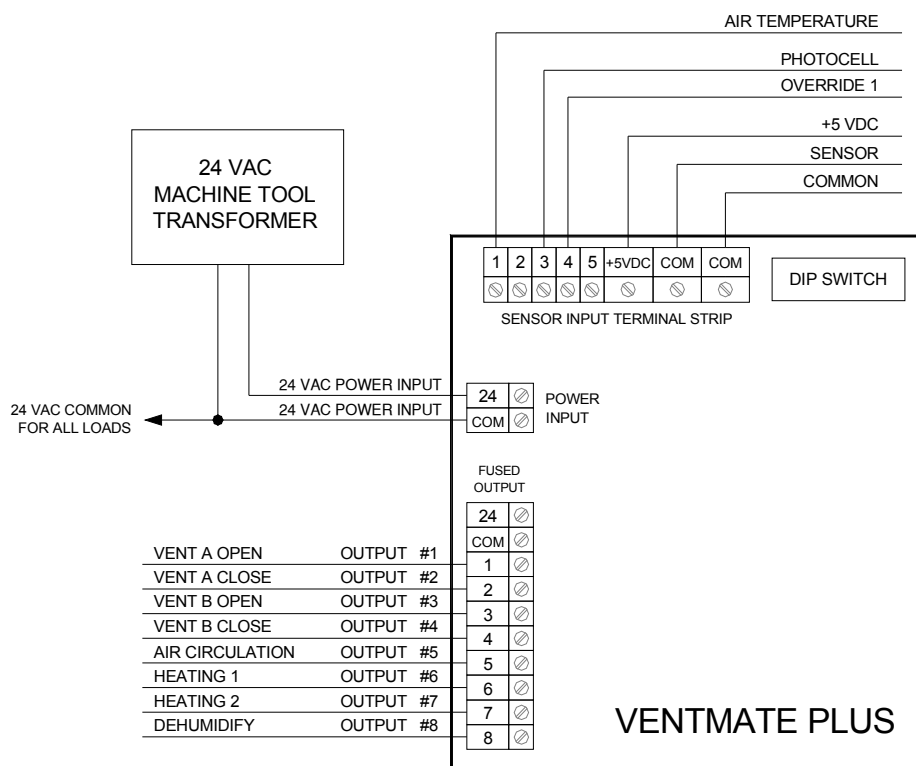 AIR TEMPERATURE
PHOTOCELL
OVERRIDE 1
+5 VDC
SENSOR
COMMON
24 VAC
MACHINE TOOL
TRANSFORMER
1 2 3 4 5 +5VDC COM COM
DIP SWITCH
SENSOR INPUT TERMINAL STRIP
24 VAC POWER INPUT 24
24 VAC POWER INPUT COM
POWER
INPUT
24 VAC COMMON
FOR ALL LOADS
FUSED
OUTPUT
24
COM
VENT A OPEN OUTPUT #1 1
VENT A CLOSE OUTPUT #2 2
VENT B OPEN OUTPUT #3 3
VENT B CLOSE OUTPUT #4 4
AIR CIRCULATION OUTPUT #5 5
HEATING 1 OUTPUT #6 6
HEATING 2 OUTPUT #7 7
DEHUMIDIFY OUTPUT #8 8
VENTMATE PLUS